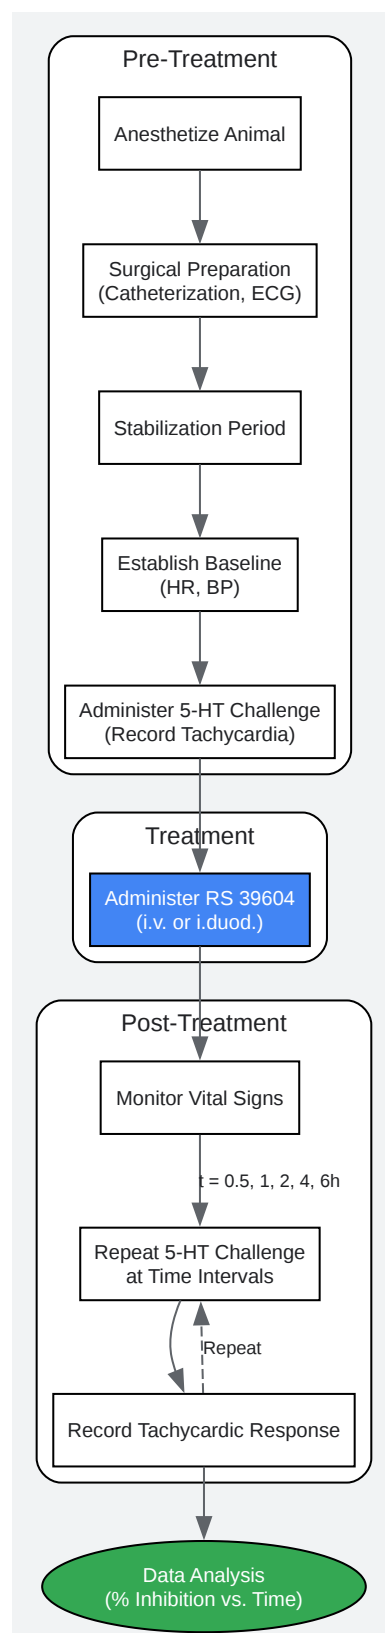 Pre-Treatment
Anesthetize Animal
Surgical Preparation
(Catheterization, ECG)
Stabilization Period
Establish Baseline
(HR, BP)
Administer 5-HT Challenge
(Record Tachycardia)
Treatment
Administer RS 39604
(i.v. or i.duod.)
Post-Treatment
Monitor Vital Signs
t = 0.5, 1, 2, 4, 6h
Repeat 5-HT Challenge
at Time Intervals
Repeat
Record Tachycardic Response
Data Analysis
(% Inhibition vs. Time)